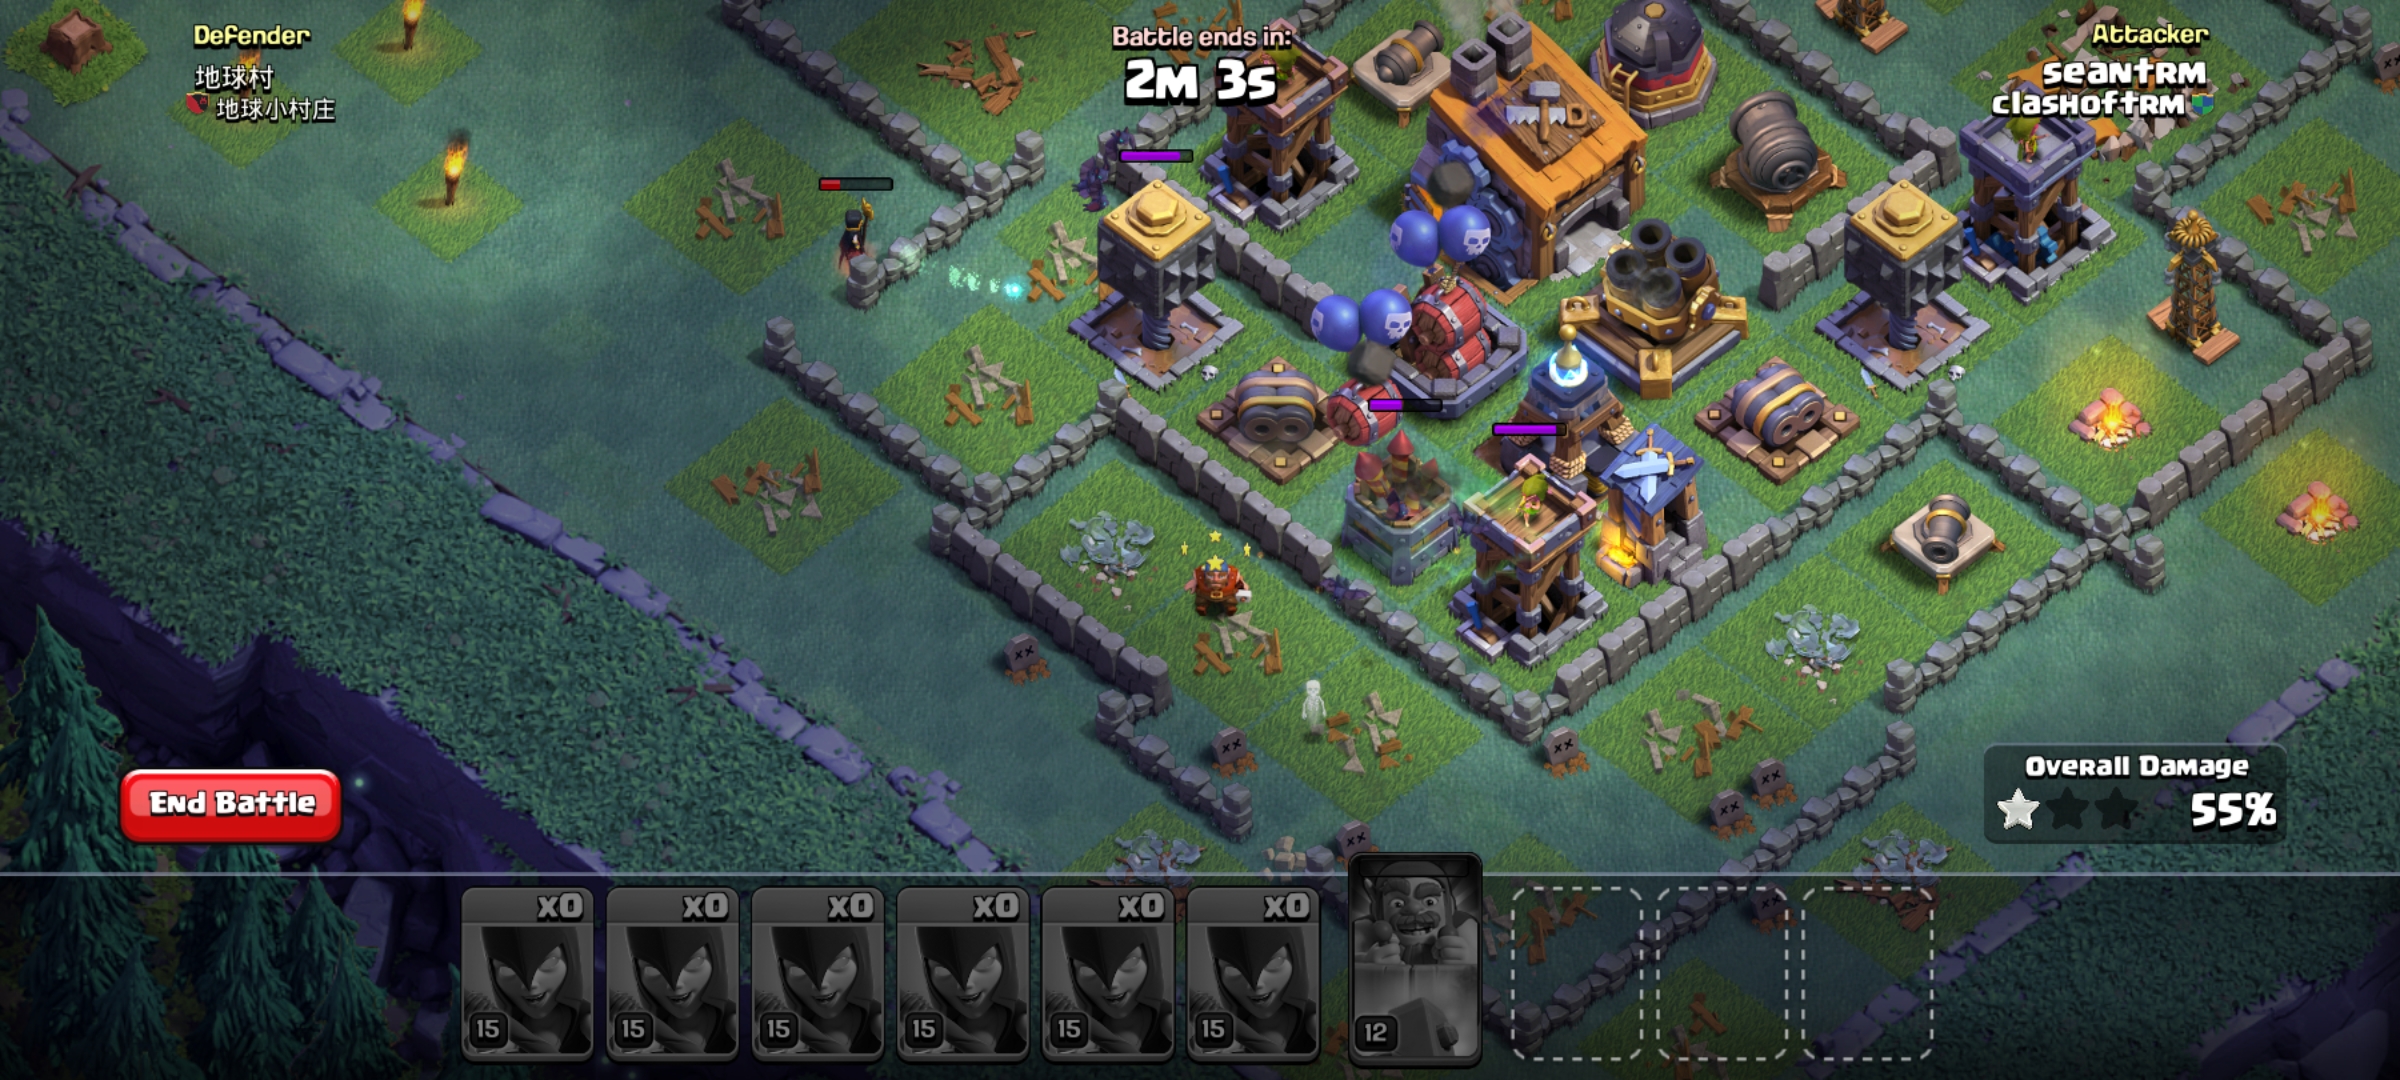 Defender
地球村
地球小村庄
Battle ends in:
2M 3s
Attacker
seantrm
clashoftrm
End Battle
Overall Damage
55%
x0
x0
x0
x0
x0
x0
15
15
15
15
15
15
12